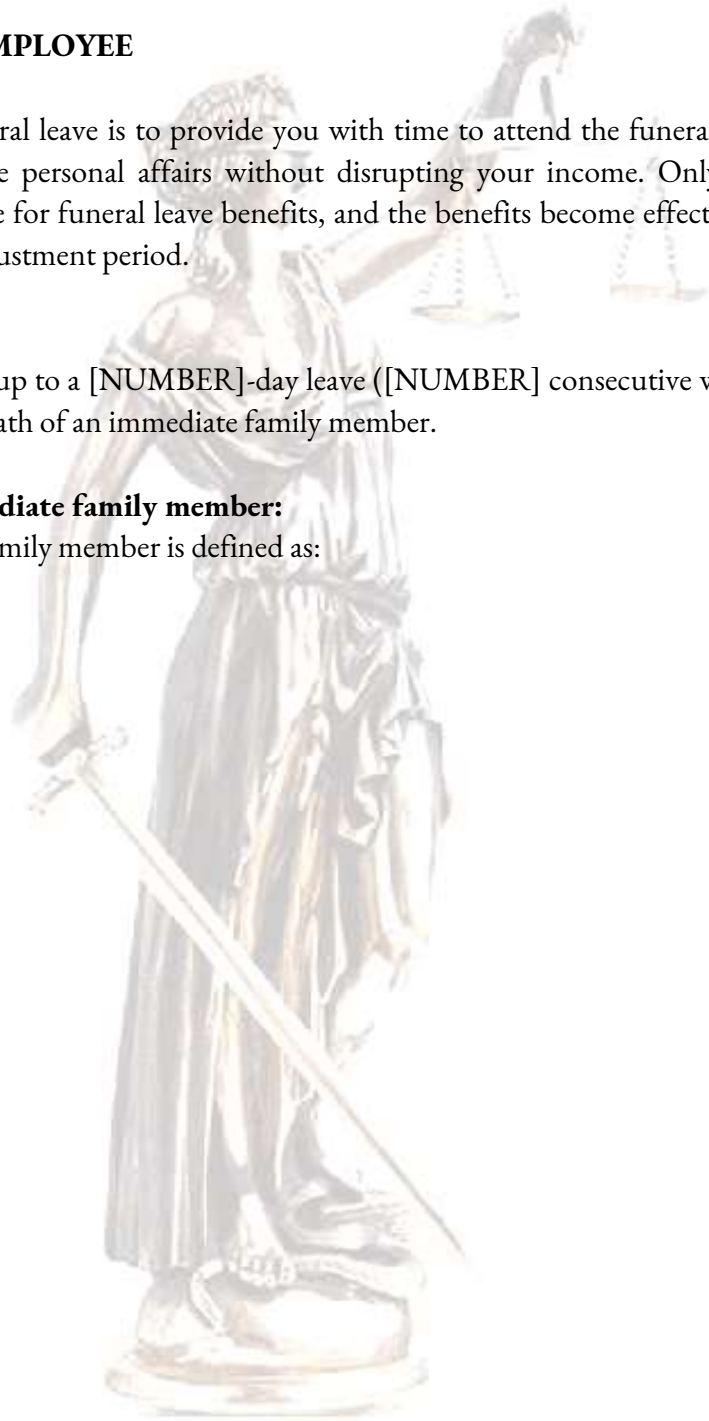 MPLOYEE
ral leave is to provide you with time to attend the funera
e personal affairs without disrupting your income. Only
e for funeral leave benefits, and the benefits become effect
ustment period.
up to a [NUMBER]-day leave ([NUMBER] consecutive w
ath of an immediate family member.
diate family member:
mily member is defined as: